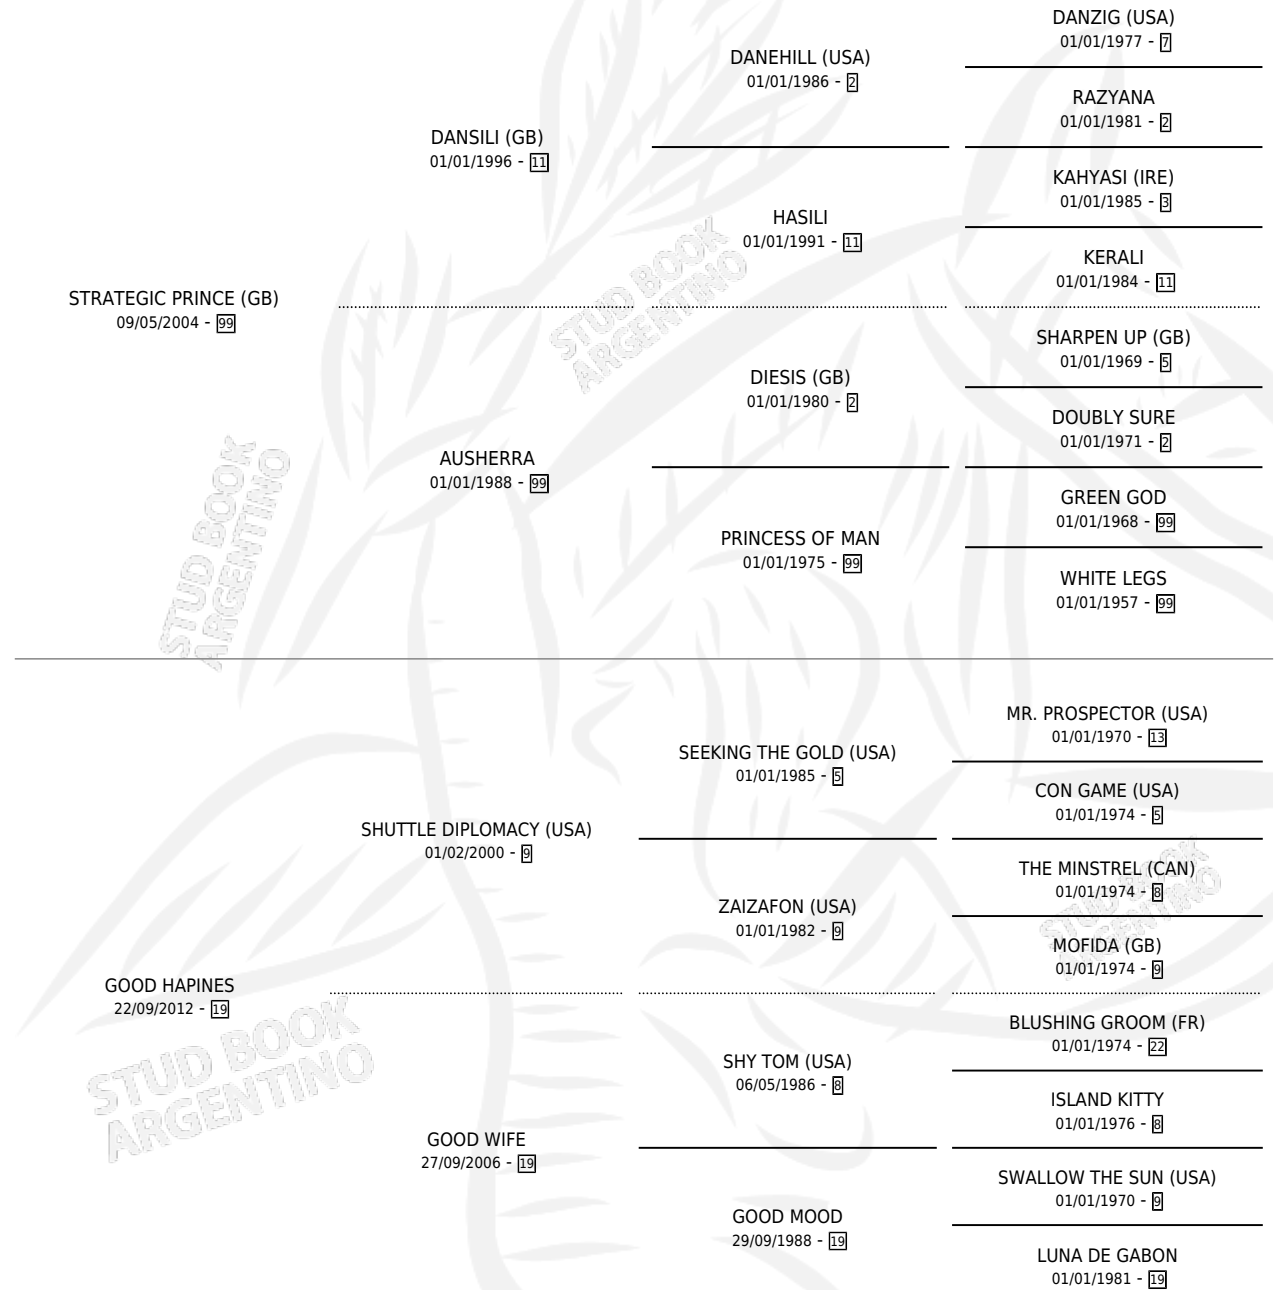 DANZIG (USA)
01/01/1977 - 7
DANEHILL (USA)
01/01/1986 - 2
RAZYANA
01/01/1981 - 2
DANSILI (GB)
01/01/1996 - 11
KAHYASI (IRE)
01/01/1985 - 3
HASILI
01/01/1991 - 11
KERALI
01/01/1984 - 11
STRATEGIC PRINCE (GB)
09/05/2004 - 99
SHARPEN UP (GB)
01/01/1969 - 5
DIESIS (GB)
01/01/1980 - 2
DOUBLY SURE
01/01/1971 - 2
AUSHERRA
01/01/1988 - 99
GREEN GOD
01/01/1968 - 99
PRINCESS OF MAN
01/01/1975 - 99
WHITE LEGS
01/01/1957 - 99
MR. PROSPECTOR (USA)
01/01/1970 - 13
SEEKING THE GOLD (USA)
01/01/1985 - 5
CON GAME (USA)
01/01/1974 - 5
SHUTTLE DIPLOMACY (USA)
01/02/2000 - 9
THE MINSTREL (CAN)
01/01/1974 - 8
ZAIZAFON (USA)
01/01/1982 - 9
MOFIDA (GB)
01/01/1974 - 9
GOOD HAPINES
22/09/2012 - 19
BLUSHING GROOM (FR)
01/01/1974 - 22
SHY TOM (USA)
06/05/1986 - 8
ISLAND KITTY
01/01/1976 - 8
GOOD WIFE
27/09/2006 - 19
SWALLOW THE SUN (USA)
01/01/1970 - 9
GOOD MOOD
29/09/1988 - 19
LUNA DE GABON
01/01/1981 - 19
STUD BOOK
ARGENTINO
STUD BOOK
ARGENTINO
STUD BOOK
ARGENTINO
STUD BOOK
ARGENTINO